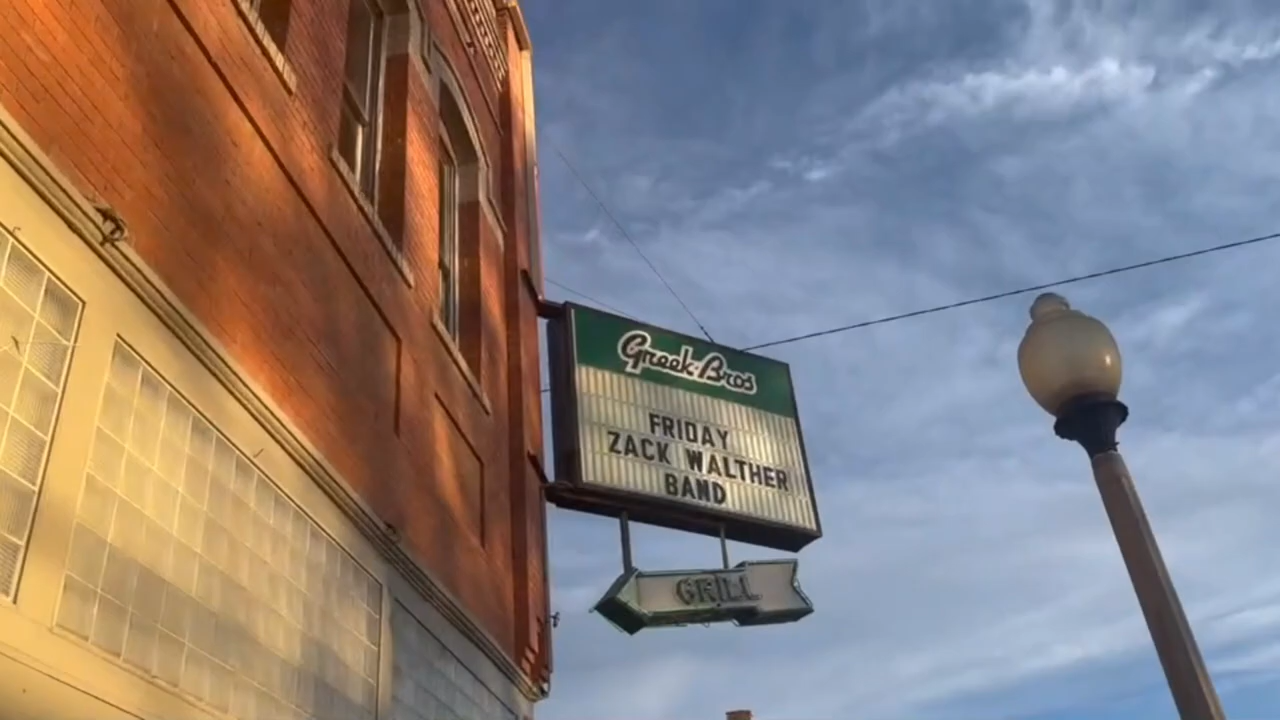 Greek-Bros
FRIDAY
ZACK WALTHER
BAND
GRILL